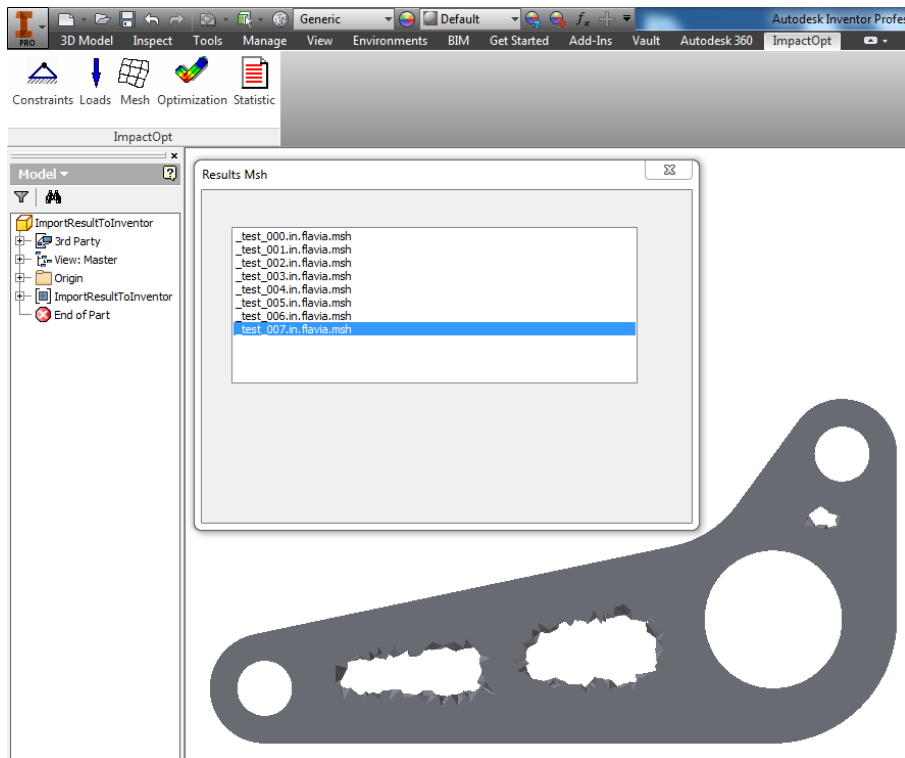 Generic
Default
Autodesk Inventor Profes
PRO
3D Model Inspect Tools Manage View Environments BIM Get Started Add-Ins Vault Autodesk 360 ImpactOpt
Constraints Loads Mesh Optimization Statistic
ImpactOpt
Model
Results Msh
ImportResultToInventor
3rd Party
View: Master
Origin
ImportResultToInventor
End of Part
_test_000.in.flavia.msh
_test_001.in.flavia.msh
_test_002.in.flavia.msh
_test_003.in.flavia.msh
_test_004.in.flavia.msh
_test_005.in.flavia.msh
_test_006.in.flavia.msh
_test_007.in.flavia.msh